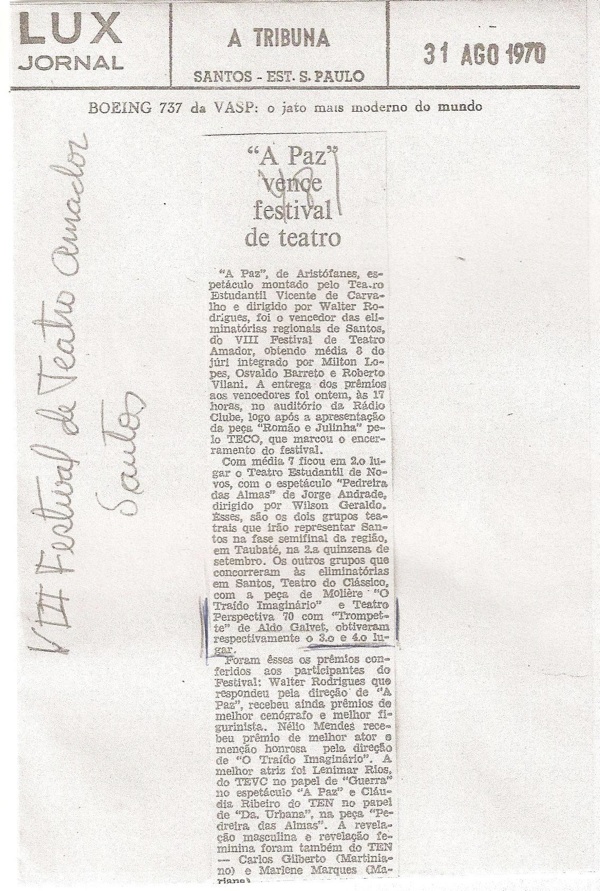 LUX
JORNAL
A TRIBUNA
SANTOS - EST. S. PAULO
31 AGO 1970
BOEING 737 da VASP: o jato mais moderno do mundo
VIII Festival de Teatro Amador
Santos
"A Paz"
vence
festival
de teatro
"A Paz", de Aristófanes, es-
petáculo montado pelo Teatro
Estudantil Vicente de Carva-
lho e dirigido por Walter Ro-
drigues, foi o vencedor das eli-
minatórias regionais de Santos,
do VIII Festival de Teatro
Amador, obtendo média 8 do
júri integrado por Milton Lo-
pes, Osvaldo Barreto e Roberto
Vilani. A entrega dos prêmios
aos vencedores foi ontem, às 17
horas, no auditório da Rádio
Clube, logo após a apresentação
da peça "Romão e Julinha" pe-
lo TECO, que marcou o encer-
ramento do festival.
Com média 7 ficou em 2.o lu-
gar o Teatro Estudantil de No-
vos, com o espetáculo "Pedreira
das Almas" de Jorge Andrade,
dirigido por Wilson Geraldo.
Êsses, são os dois grupos tea-
trais que irão representar San-
tos na fase semifinal da região,
em Taubaté, na 2.a quinzena de
setembro. Os outros grupos que
concorreram às eliminatórias
em Santos, Teatro do Clássico,
com a peça de Molière "O
Traído Imaginário" e Teatro
Perspectiva 70 com "Trompet-
te" de Aldo Galvet, obtiveram
respectivamente o 3.o e 4.o lu-
gar.
Foram êsses os prêmios con-
feridos aos participantes do
Festival: Walter Rodrigues que
respondeu pela direção de "A
Paz", recebeu ainda prêmios de
melhor cenógrafo e melhor fi-
gurinista. Nélio Mendes rece-
beu prêmio de melhor ator e
menção honrosa pela direção
de "O Traído Imaginário". A
melhor atriz foi Lenimar Rios,
do TEVC no papel de "Guerra"
no espetáculo "A Paz" e Cláu-
dia Ribeiro do TEN no papel
de "Da. Urbana", na peça "Pe-
dreira das Almas". A revela-
ção masculina e revelação fe-
minina foram também do TEN
— Carlos Gilberto (Martinia-
no) e Marlene Marques (Ma-
riana)